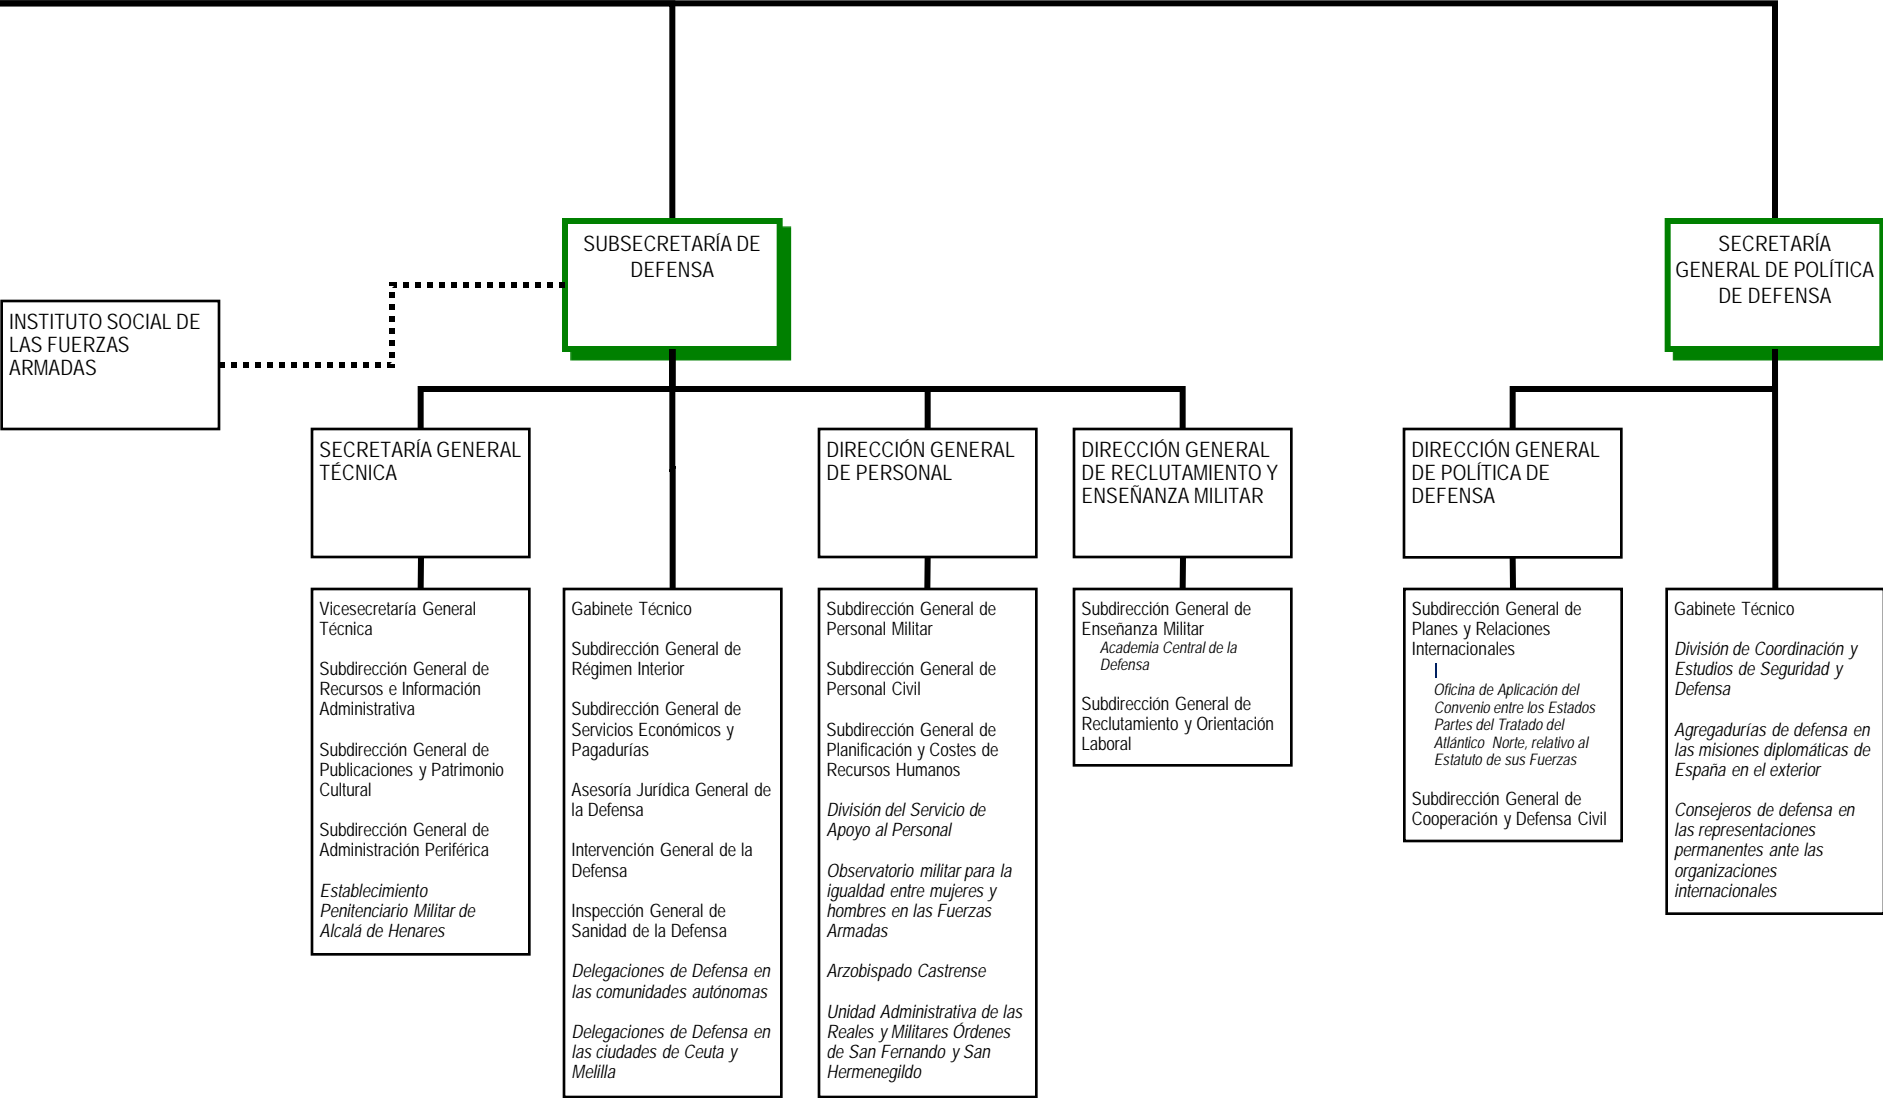 SUBSECRETARÍA DE
DEFENSA
SECRETARÍA
GENERAL DE POLÍTICA
DE DEFENSA
INSTITUTO SOCIAL DE
LAS FUERZAS
ARMADAS
SECRETARÍA GENERAL
TÉCNICA
DIRECCIÓN GENERAL
DE PERSONAL
DIRECCIÓN GENERAL
DE RECLUTAMIENTO Y
ENSEÑANZA MILITAR
DIRECCIÓN GENERAL
DE POLÍTICA DE
DEFENSA
Vicesecretaría General
Técnica
Subdirección General de
Recursos e Información
Administrativa
Subdirección General de
Publicaciones y Patrimonio
Cultural
Subdirección General de
Administración Periférica
Establecimiento
Penitenciario Militar de
Alcalá de Henares
Gabinete Técnico
Subdirección General de
Régimen Interior
Subdirección General de
Servicios Económicos y
Pagadurías
Asesoría Jurídica General de
la Defensa
Intervención General de la
Defensa
Inspección General de
Sanidad de la Defensa
Delegaciones de Defensa en
las comunidades autónomas
Delegaciones de Defensa en
las ciudades de Ceuta y
Melilla
Subdirección General de
Personal Militar
Subdirección General de
Personal Civil
Subdirección General de
Planificación y Costes de
Recursos Humanos
División del Servicio de
Apoyo al Personal
Observatorio militar para la
igualdad entre mujeres y
hombres en las Fuerzas
Armadas
Arzobispado Castrense
Unidad Administrativa de las
Reales y Militares Órdenes
de San Fernando y San
Hermenegildo
Subdirección General de
Enseñanza Militar
Academia Central de la
Defensa
Subdirección General de
Reclutamiento y Orientación
Laboral
Subdirección General de
Planes y Relaciones
Internacionales
Oficina de Aplicación del
Convenio entre los Estados
Partes del Tratado del
Atlántico Norte, relativo al
Estatuto de sus Fuerzas
Subdirección General de
Cooperación y Defensa Civil
Gabinete Técnico
División de Coordinación y
Estudios de Seguridad y
Defensa
Agregadurías de defensa en
las misiones diplomáticas de
España en el exterior
Consejeros de defensa en
las representaciones
permanentes ante las
organizaciones
internacionales